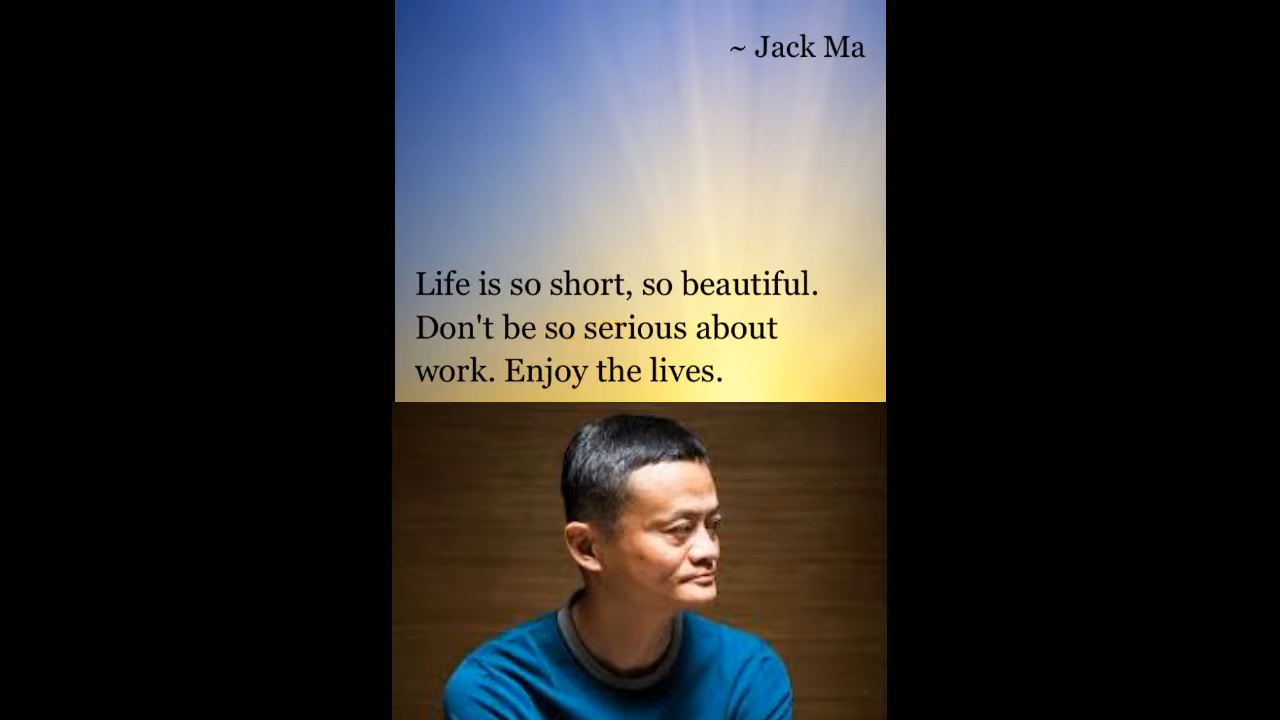 ~ Jack Ma
Life is so short, so beautiful.
Don't be so serious about
work. Enjoy the lives.